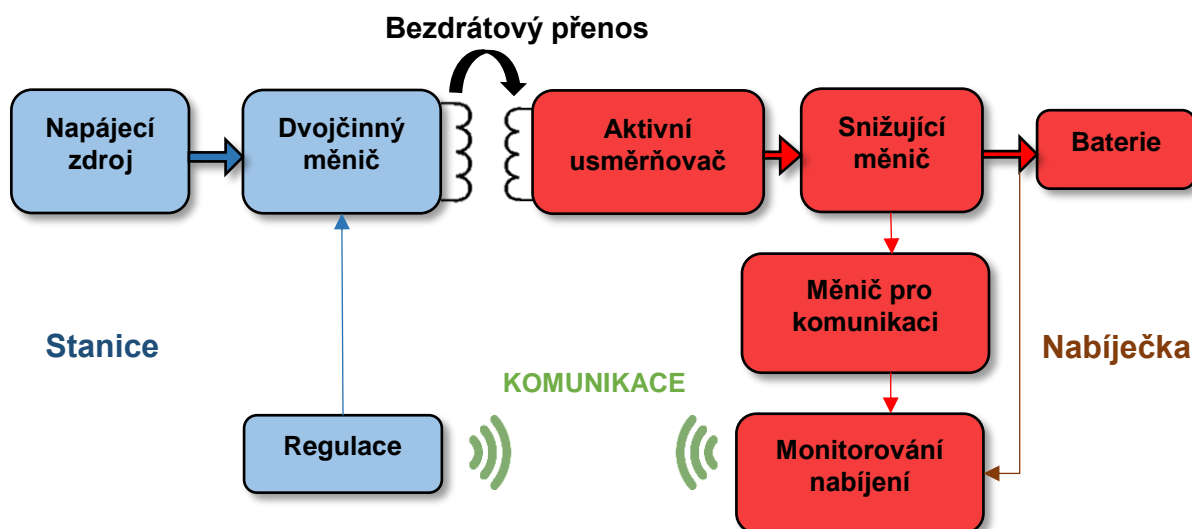 Bezdrátový přenos
Napájecí
zdroj
Dvojčinný
měnič
Aktivní
usměrňovač
Snižující
měnič
Baterie
Měnič pro
komunikaci
Stanice
Nabíječka
KOMUNIKACE
Regulace
Monitorování
nabíjení